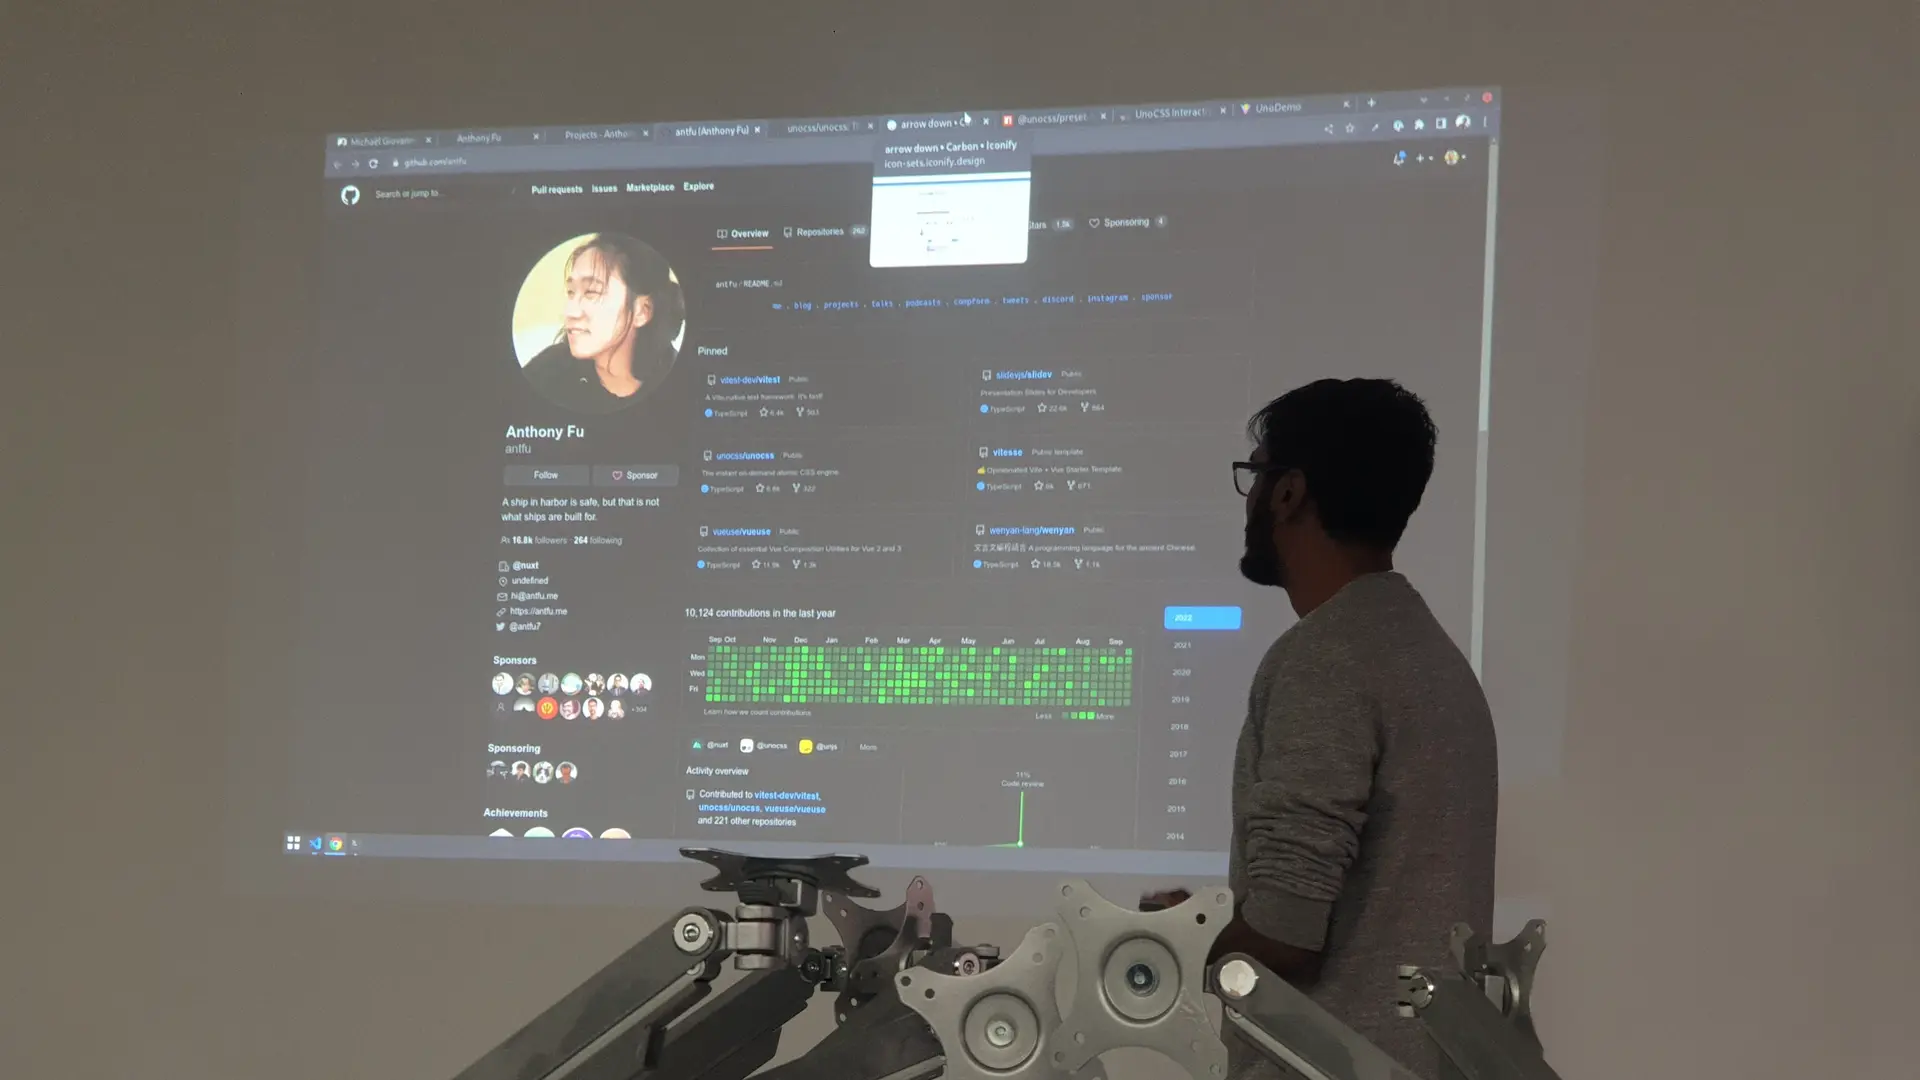 Anthony Fu
Projects - Antho
antfu (Anthony Fu)
unocss/unocss:
arrow down • C
@unocss/preset
UnoCSS Interact
UnoDemo
github.com/antfu
arrow down • Carbon • Iconify
icon-sets.iconify.design
Search or jump to...
Pull requests Issues Marketplace Explore
Overview
Repositories 262
Stars 1.5k
Sponsoring 4
antfu / README .md
me . blog . projects . talks . podcasts . . tweets . discord . instagram . sponsor
Pinned
vitest-dev/vitest Public
A Vite-native test framework. It's fast!
TypeScript 6.4k 563
slidevjs/slidev Public
Presentation Slides for Developers
TypeScript 22.6k 864
unocss/unocss Public
The instant on-demand atomic CSS engine.
TypeScript 6.6k 322
vitesse Public template
Opinionated Vite + Vue Starter Template
TypeScript 6k 671
vueuse/vueuse Public
Collection of essential Vue Composition Utilities for Vue 2 and 3
TypeScript 11.9k 1.3k
wenyan-lang/wenyan Public
文言文編程語言 A programming language for the ancient Chinese.
TypeScript 18.5k 1.1k
Anthony Fu
antfu
Follow
Sponsor
A ship in harbor is safe, but that is not
what ships are built for.
16.8k followers · 264 following
@nuxt
undefined
hi@antfu.me
https://antfu.me
@antfu7
Sponsors
+304
Sponsoring
Achievements
10,124 contributions in the last year
Sep Oct Nov Dec Jan Feb Mar Apr May Jun Jul Aug Sep
Mon
Wed
Fri
Learn how we count contributions
Less More
2022
2021
2020
2019
2018
2017
2016
2015
2014
@nuxt @unocss @unjs More
Activity overview
Contributed to vitest-dev/vitest,
unocss/unocss, vueuse/vueuse
and 221 other repositories
11%
Code review